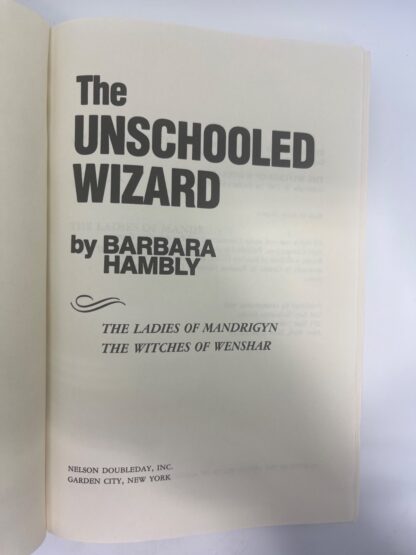 The
UNSCHOOLED
WIZARD
by BARBARA
HAMBLY
THE LADIES OF MANDRIGYN
THE WITCHES OF WENSHAR
NELSON DOUBLEDAY, INC.
GARDEN CITY, NEW YORK